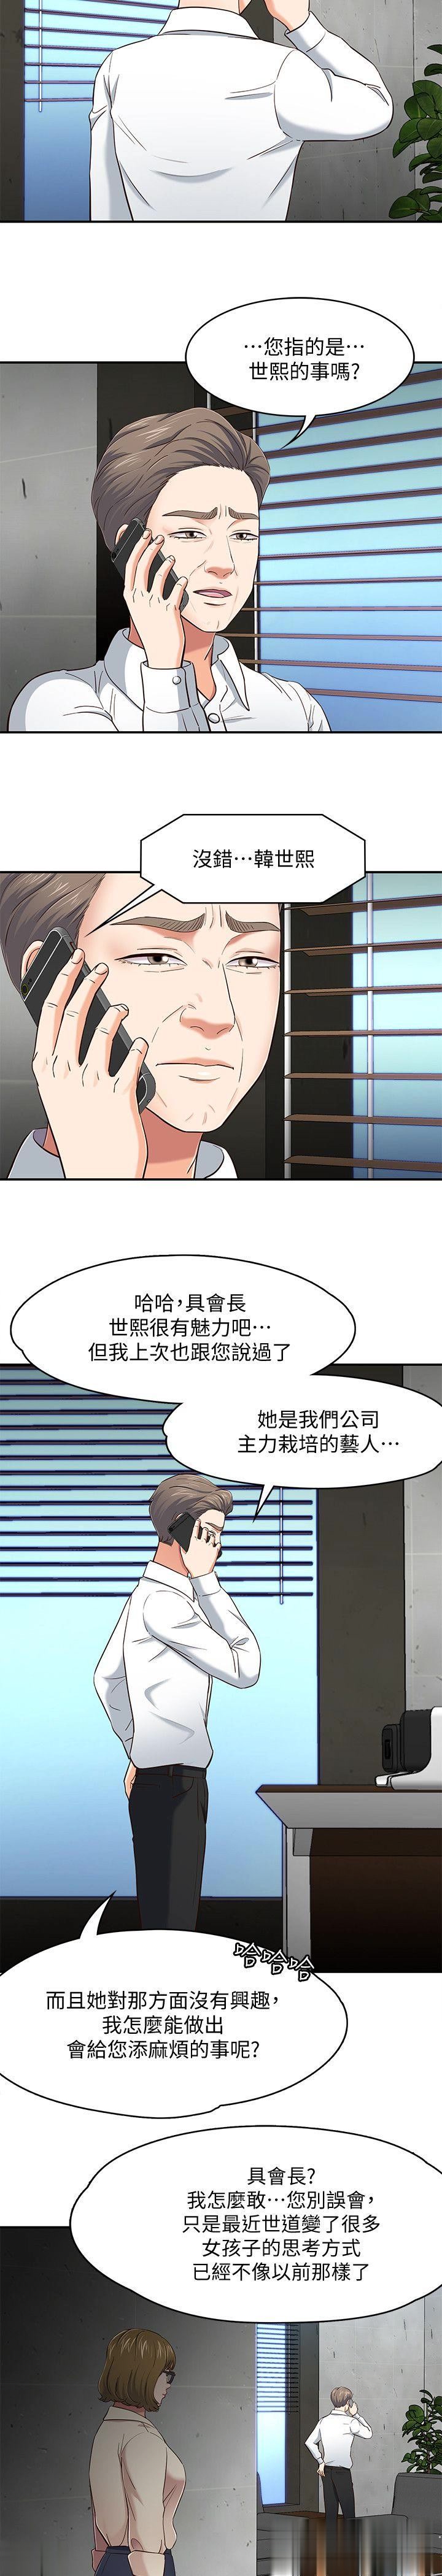 …您指的是…
世熙的事嗎?
沒錯…韓世熙
哈哈，具會長
世熙很有魅力吧…
但我上次也跟您說過了
她是我們公司
主力栽培的藝人…
哈哈哈
而且她對那方面沒有興趣，
我怎麼能做出
會給您添麻煩的事呢?
具會長?
我怎麼敢…您別誤會，
只是最近世道變了很多
女孩子的思考方式
已經不像以前那樣了